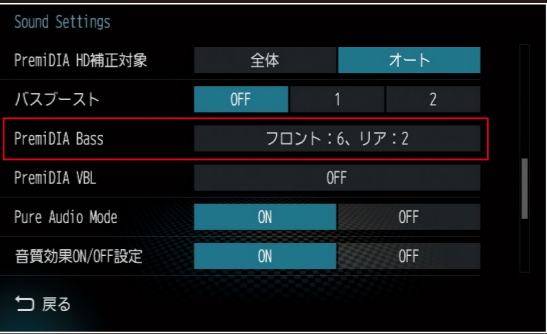 Sound Settings
PremiDIA HD補正対象 全体 オート
バスブースト OFF 1 2
PremiDIA Bass フロント：6、リア：2
PremiDIA VBL OFF
Pure Audio Mode ON OFF
音質効果ON/OFF設定 ON OFF
戻る